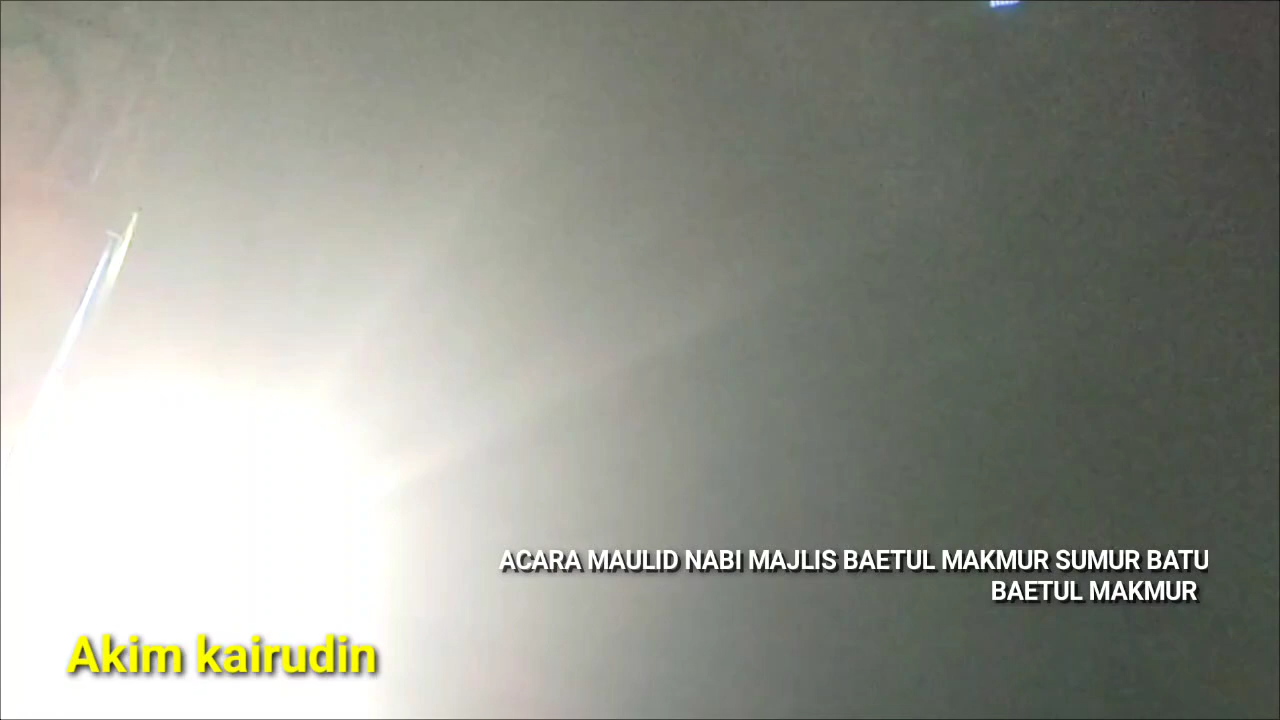 ACARA MAULID NABI MAJLIS BAETUL MAKMUR SUMUR BATU
BAETUL MAKMUR
Akim kairudin